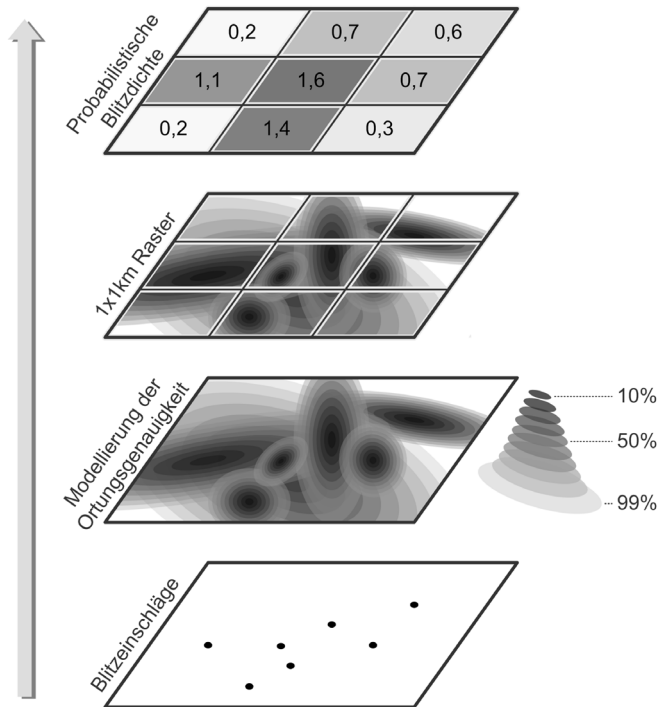 Probabilistische
Blitzdichte
0,2 0,7 0,6
1,1 1,6 0,7
0,2 1,4 0,3
1x1km Raster
Modellierung der
Ortungsgenauigkeit
10%
50%
99%
Blitzeinschläge